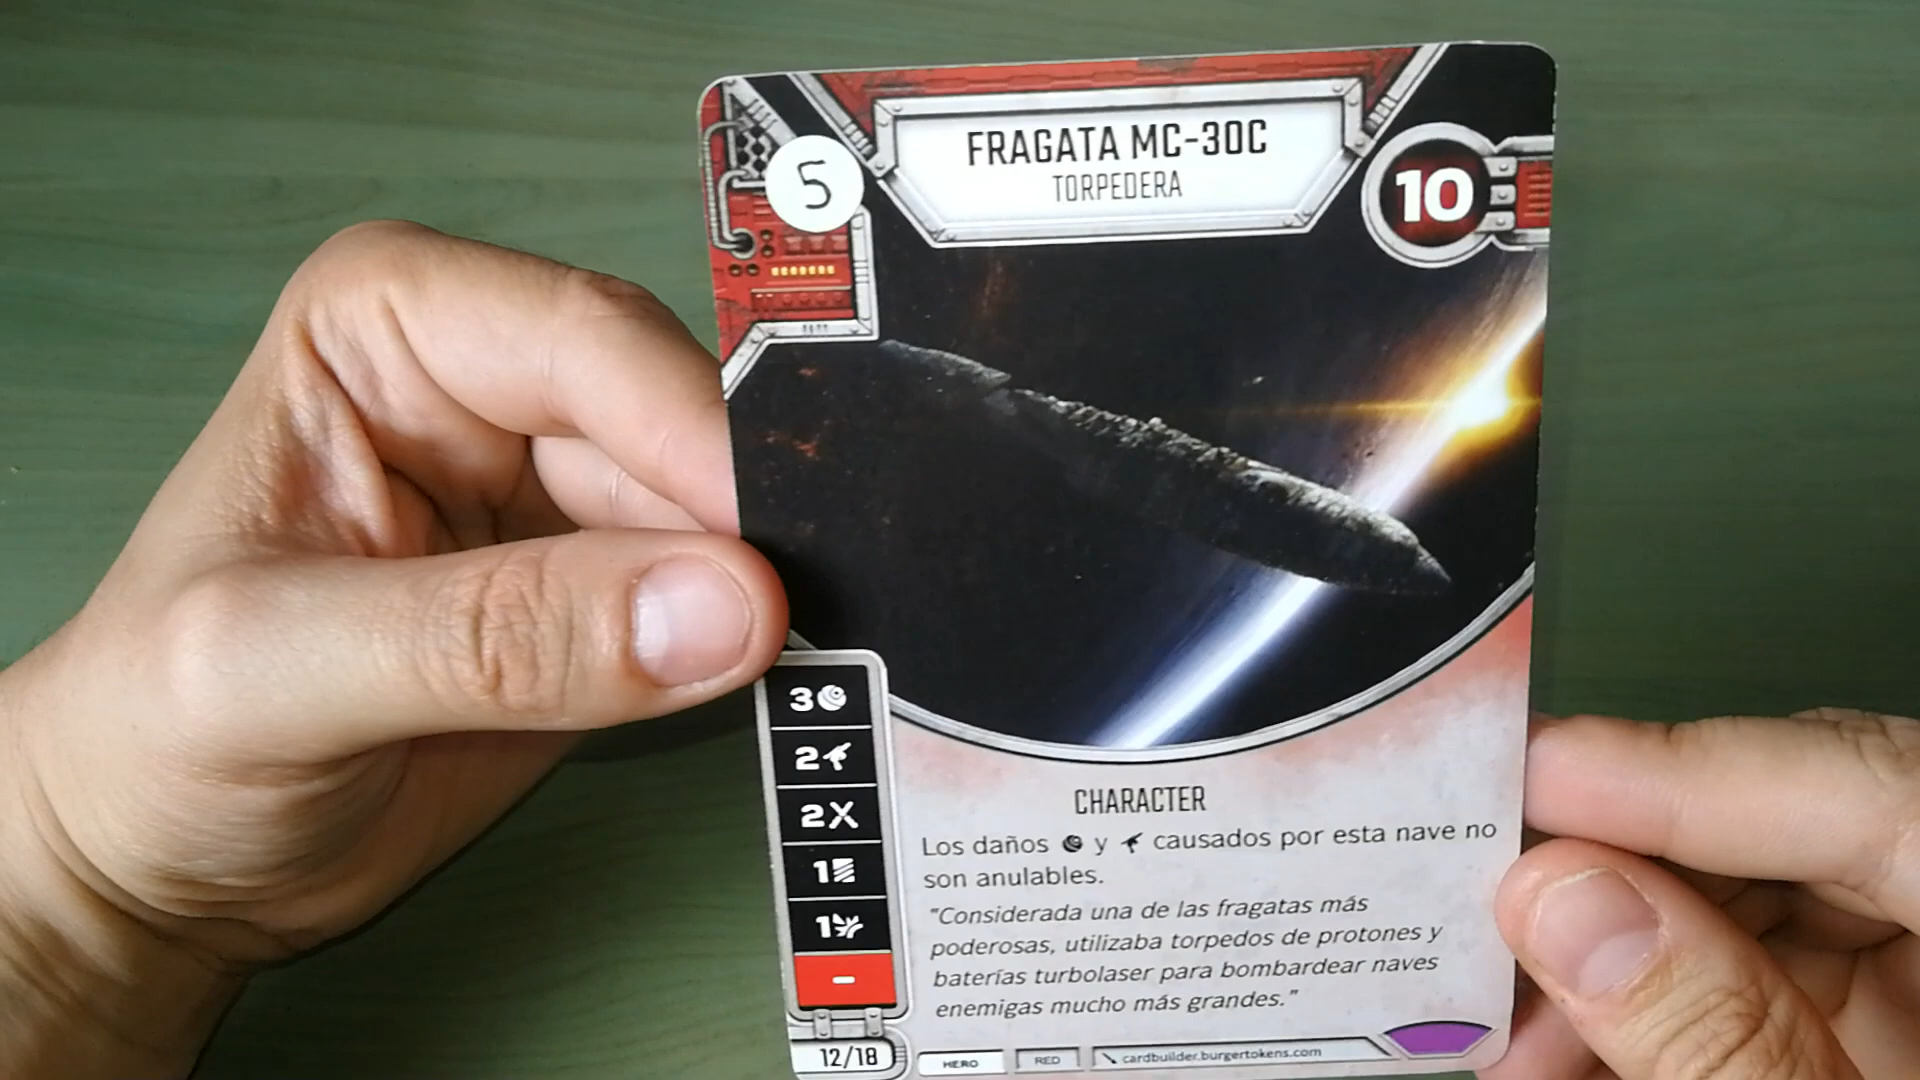 5
FRAGATA MC-30C
TORPEDERA
10
3
2
2X
1
1
-
CHARACTER
Los daños y causados por esta nave no
son anulables.
"Considerada una de las fragatas más
poderosas, utilizaba torpedos de protones y
baterías turbolaser para bombardear naves
enemigas mucho más grandes."
12/18
HERO
RED
cardbuilder.burgertokens.com